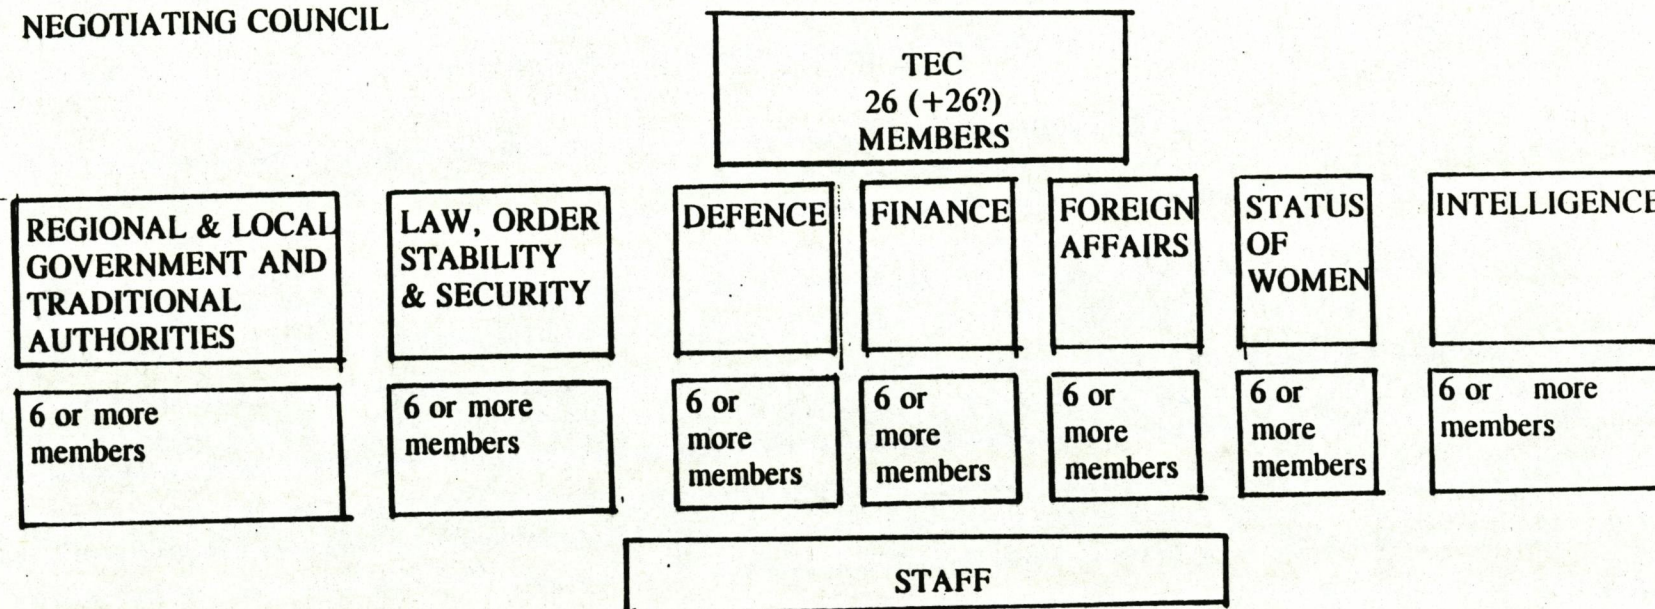 NEGOTIATING COUNCIL
TEC
26 (+26?)
MEMBERS
REGIONAL & LOCAL
GOVERNMENT AND
TRADITIONAL
AUTHORITIES
LAW, ORDER
STABILITY
& SECURITY
DEFENCE
FINANCE
FOREIGN
AFFAIRS
STATUS
OF
WOMEN
INTELLIGENCE
6 or more
members
6 or more
members
6 or
more
members
6 or
more
members
6 or
more
members
6 or
more
members
6 or more
members
STAFF